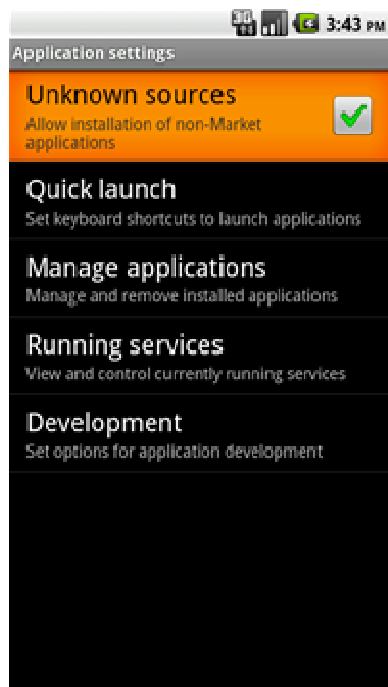 3:43 PM
Application settings
Unknown sources
Allow installation of non-Market
applications
Quick launch
Set keyboard shortcuts to launch applications
Manage applications
Manage and remove installed applications
Running services
View and control currently running services
Development
Set options for application development